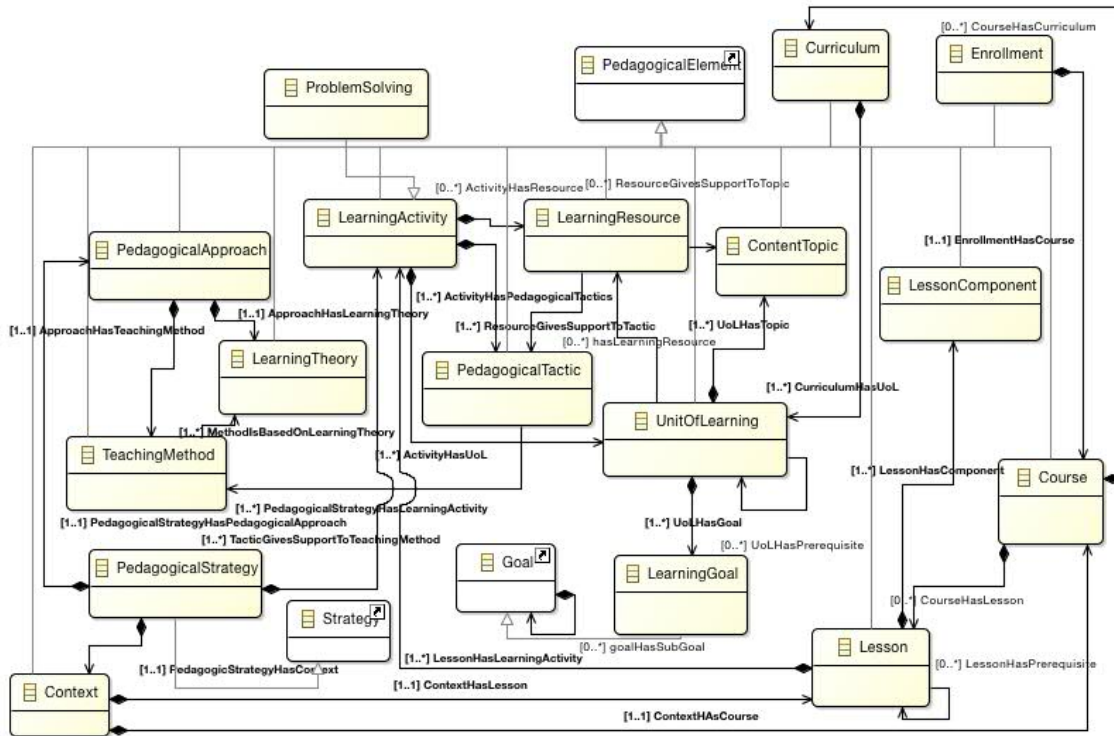 [0..*] CourseHasCurriculum
Curriculum
Enrollment
PedagogicalElement
ProblemSolving
[0..*] ActivityHasResource
[0..*] ResourceGivesSupportToTopic
LearningActivity
LearningResource
ContentTopic
PedagogicalApproach
[1..1] EnrollmentHasCourse
LessonComponent
[1..*] ActivityHasPedagogicalTactics
[1..1] ApproachHasLearningTheory
[1..1] ApproachHasTeachingMethod
[1..*] ResourceGivesSupportToTactic
[1..*] UoLHasTopic
[0..*] hasLearningResource
LearningTheory
PedagogicalTactic
[1..*] CurriculumHasUoL
UnitOfLearning
[1..*] MethodIsBasedOnLearningTheory
TeachingMethod
[1..*] ActivityHasUoL
[1..*] LessonHasComponent
Course
[1..*] PedagogicalStrategyHasLearningActivity
[1..1] PedagogicalStrategyHasPedagogicalApproach
[1..*] UoLHasGoal
[1..*] TacticGivesSupportToTeachingMethod
[0..*] UoLHasPrerequisite
PedagogicalStrategy
Goal
LearningGoal
[0..*] CourseHasLesson
Strategy
[0..*] goalHasSubGoal
Lesson
[1..*] LessonHasLearningActivity
[0..*] LessonHasPrerequisite
[1..1] PedagogicStrategyHasContext
[1..1] ContextHasLesson
Context
[1..1] ContextHAsCourse